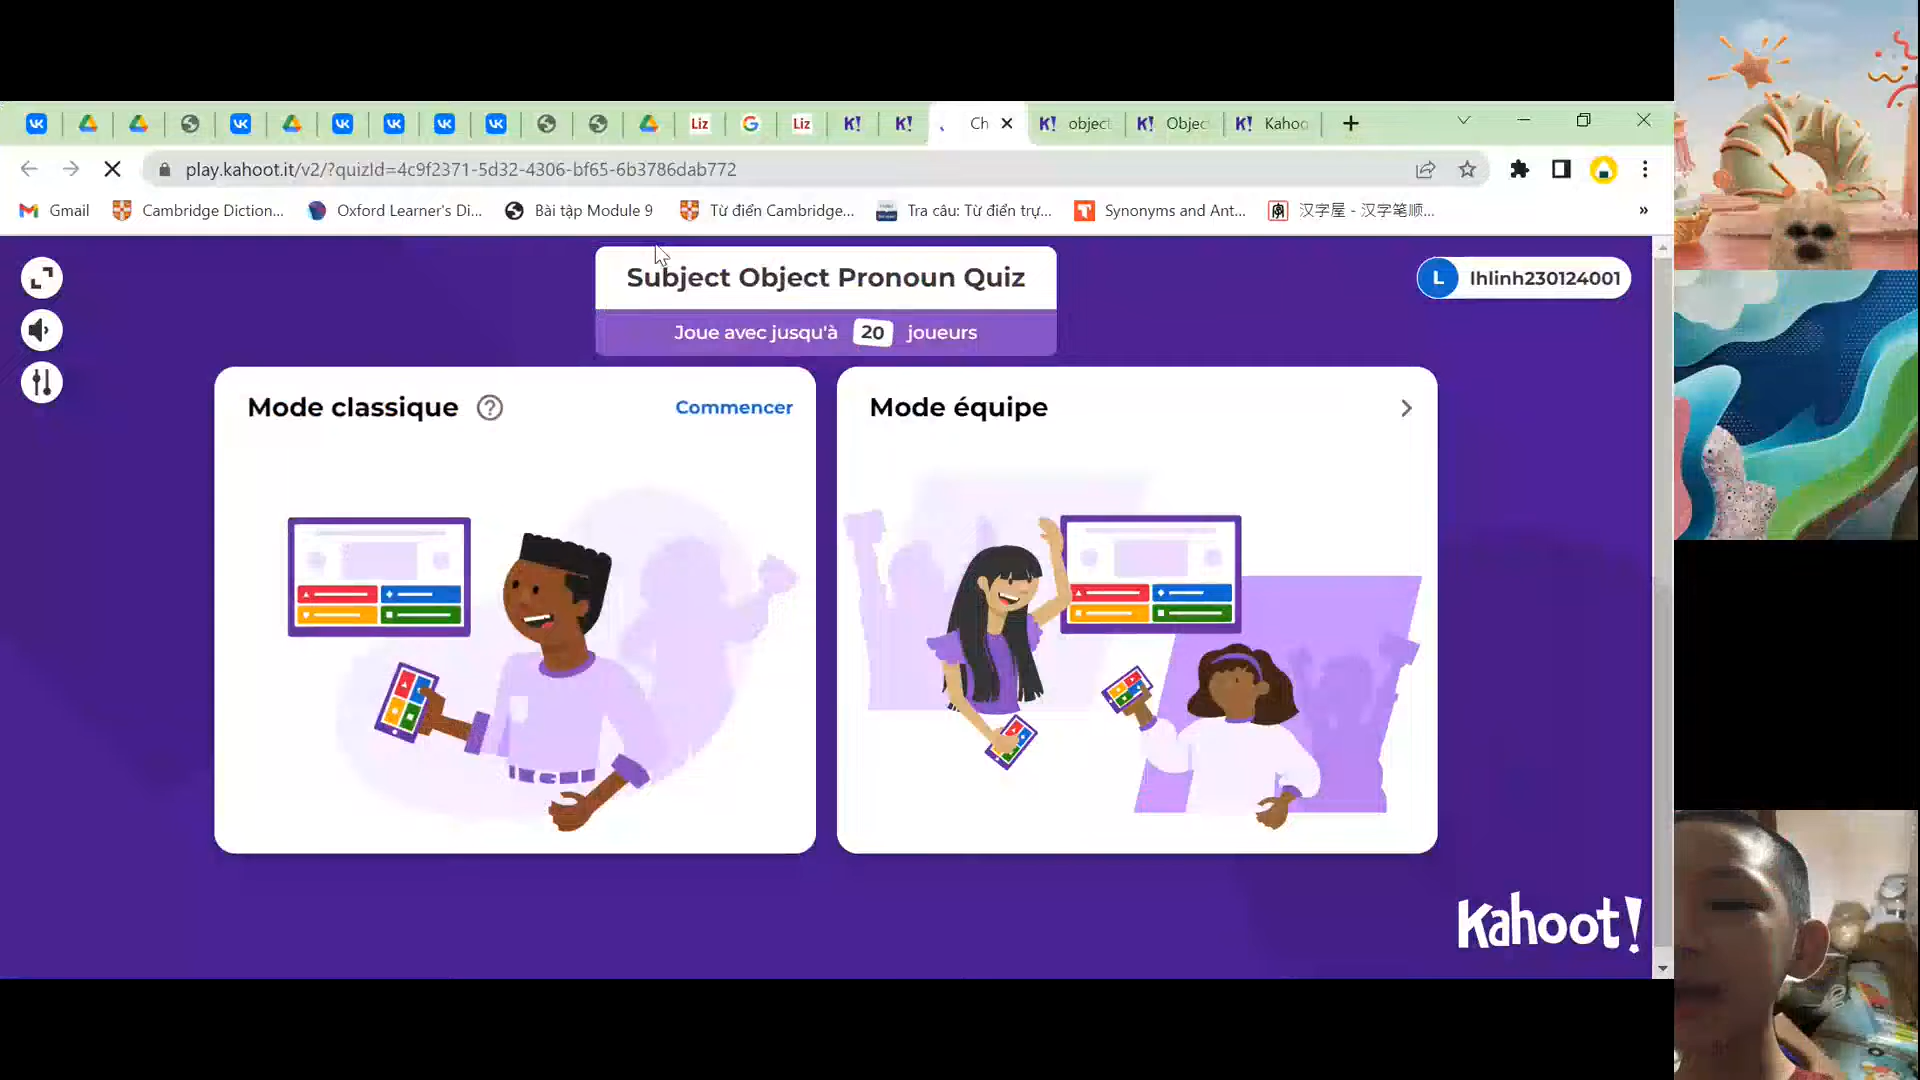 Ch
object
Objec
Kahoo
play.kahoot.it/v2/?quizId=4c9f2371-5d32-4306-bf65-6b3786dab772
Gmail
Cambridge Diction...
Oxford Learner's Di...
Bài tập Module 9
Từ điển Cambridge...
Tra câu: Từ điển trự...
Synonyms and Ant...
汉字屋 - 汉字笔顺...
Subject Object Pronoun Quiz
Joue avec jusqu'à 20 joueurs
L lhlinh230124001
Mode classique ? Commencer
Mode équipe
Kahoot!